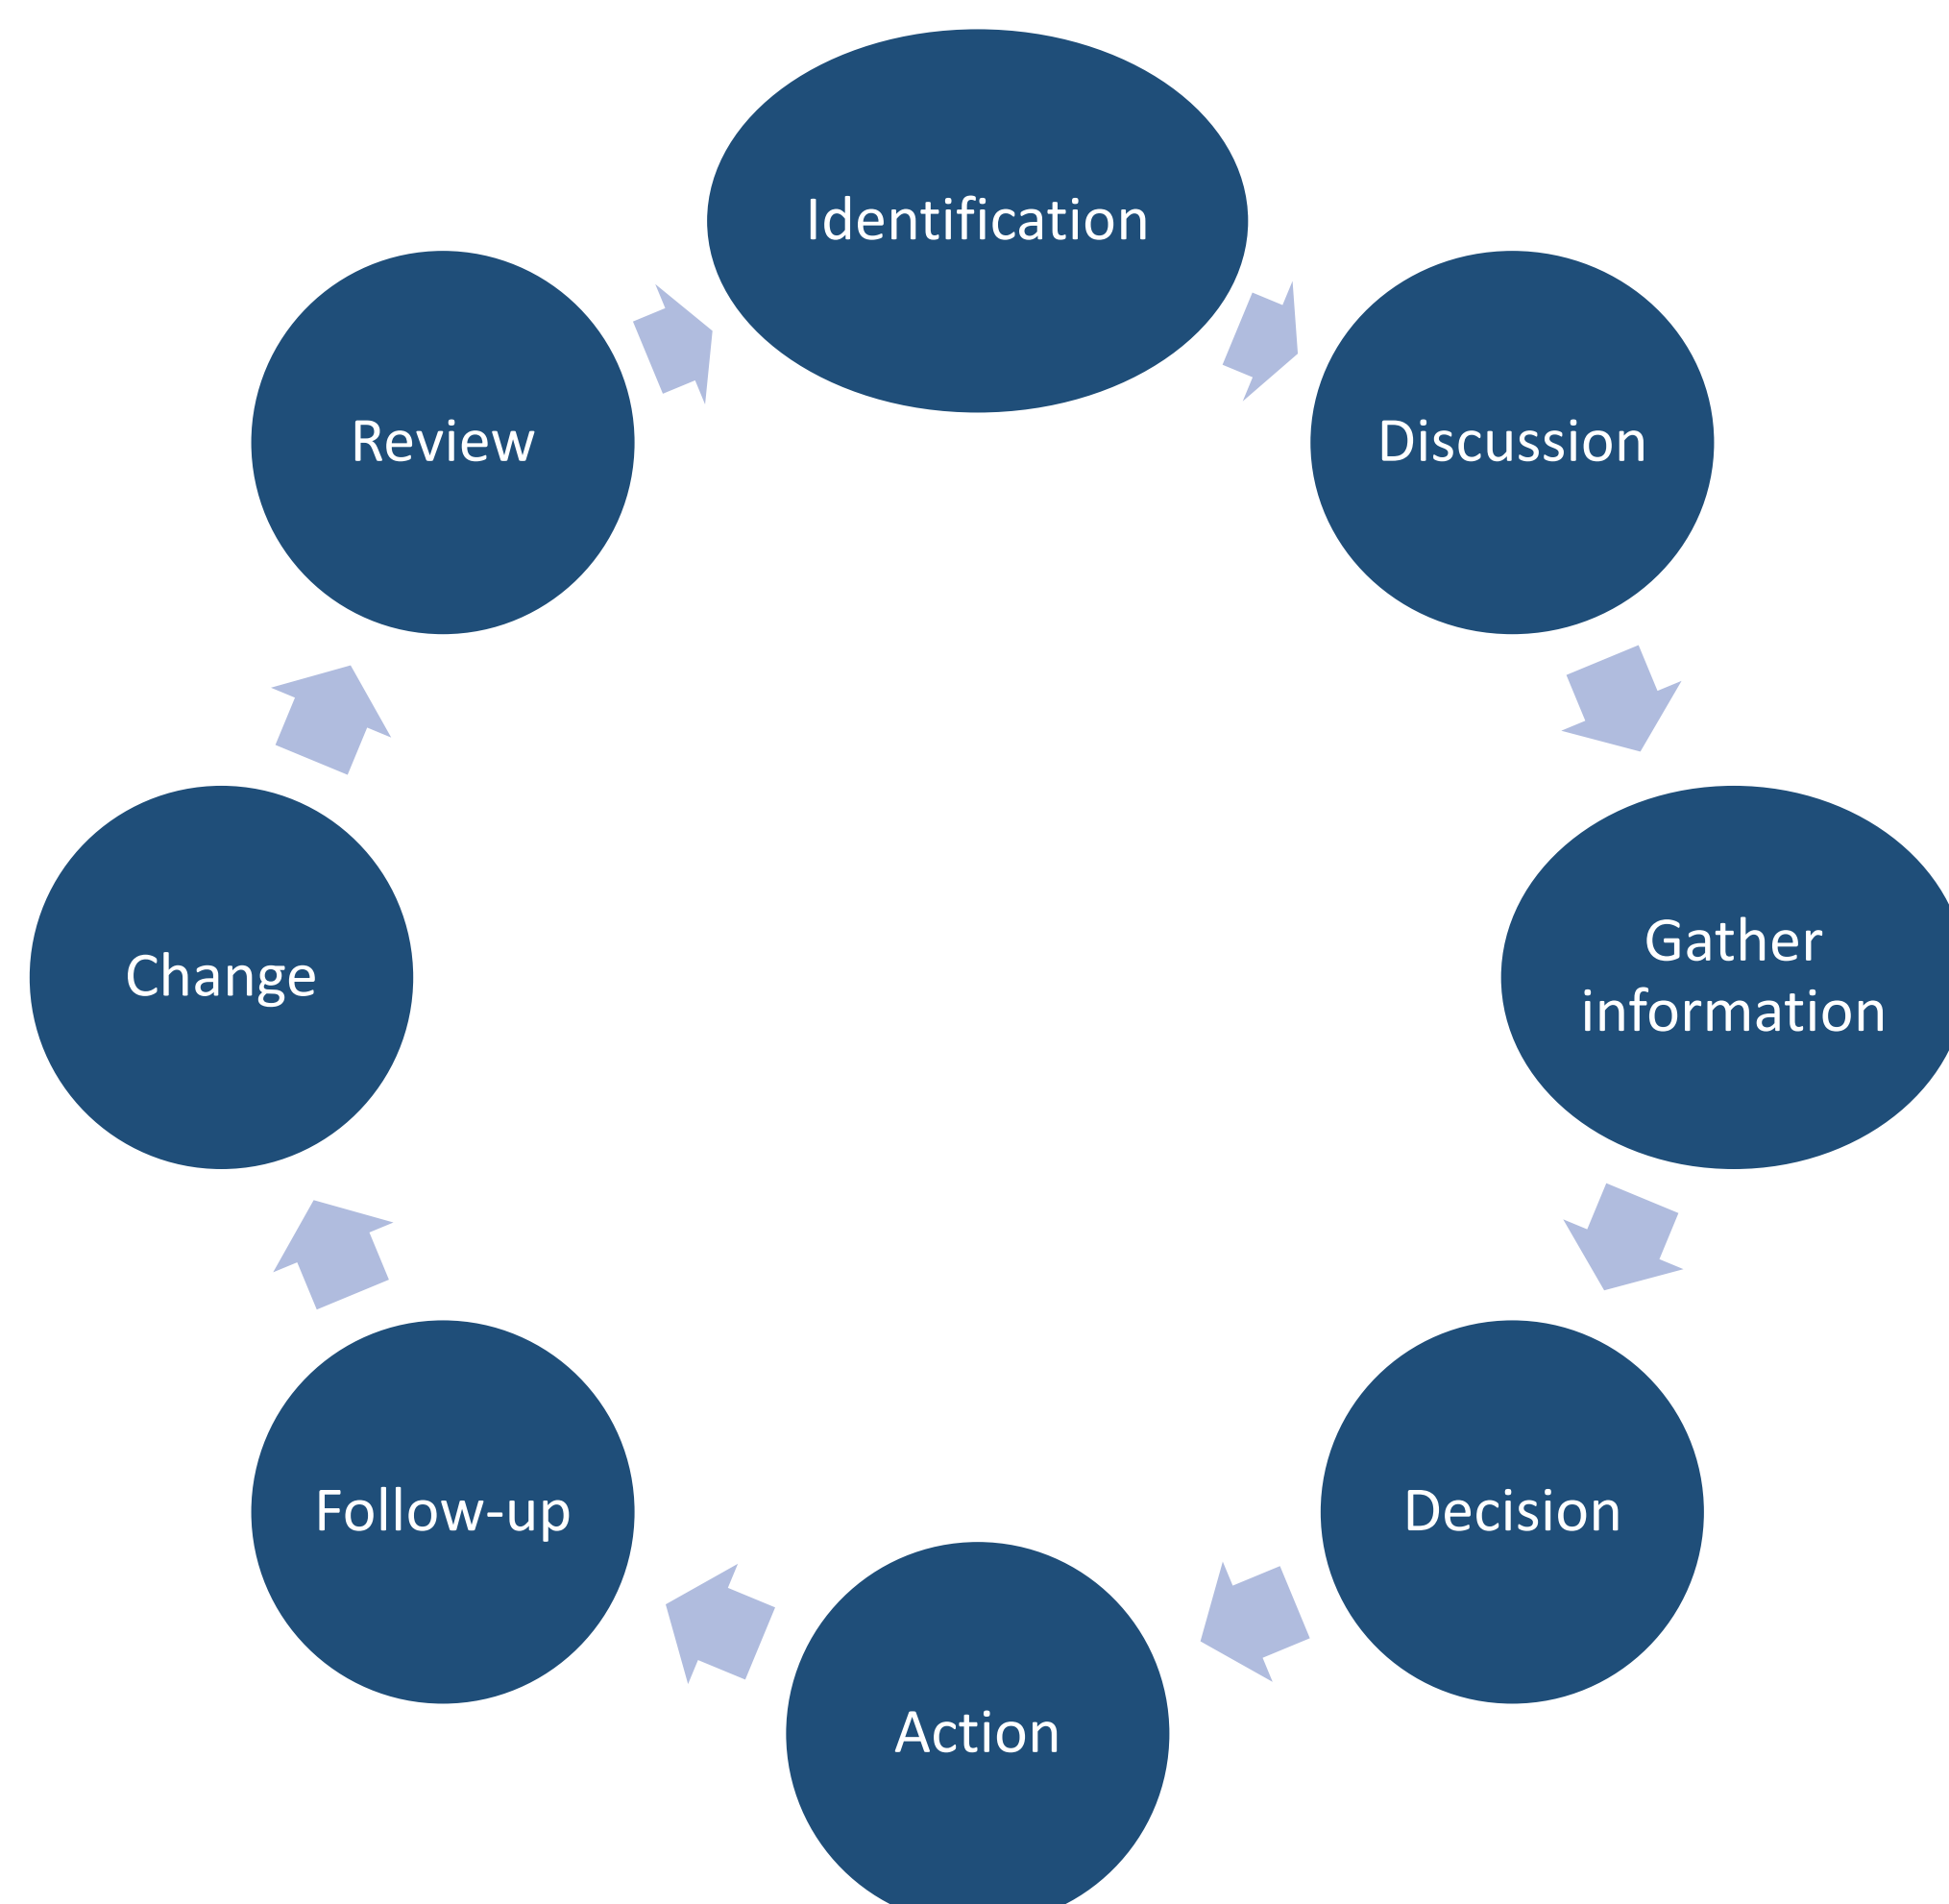 Identification
Discussion
Gather
information
Decision
Action
Follow-up
Change
Review